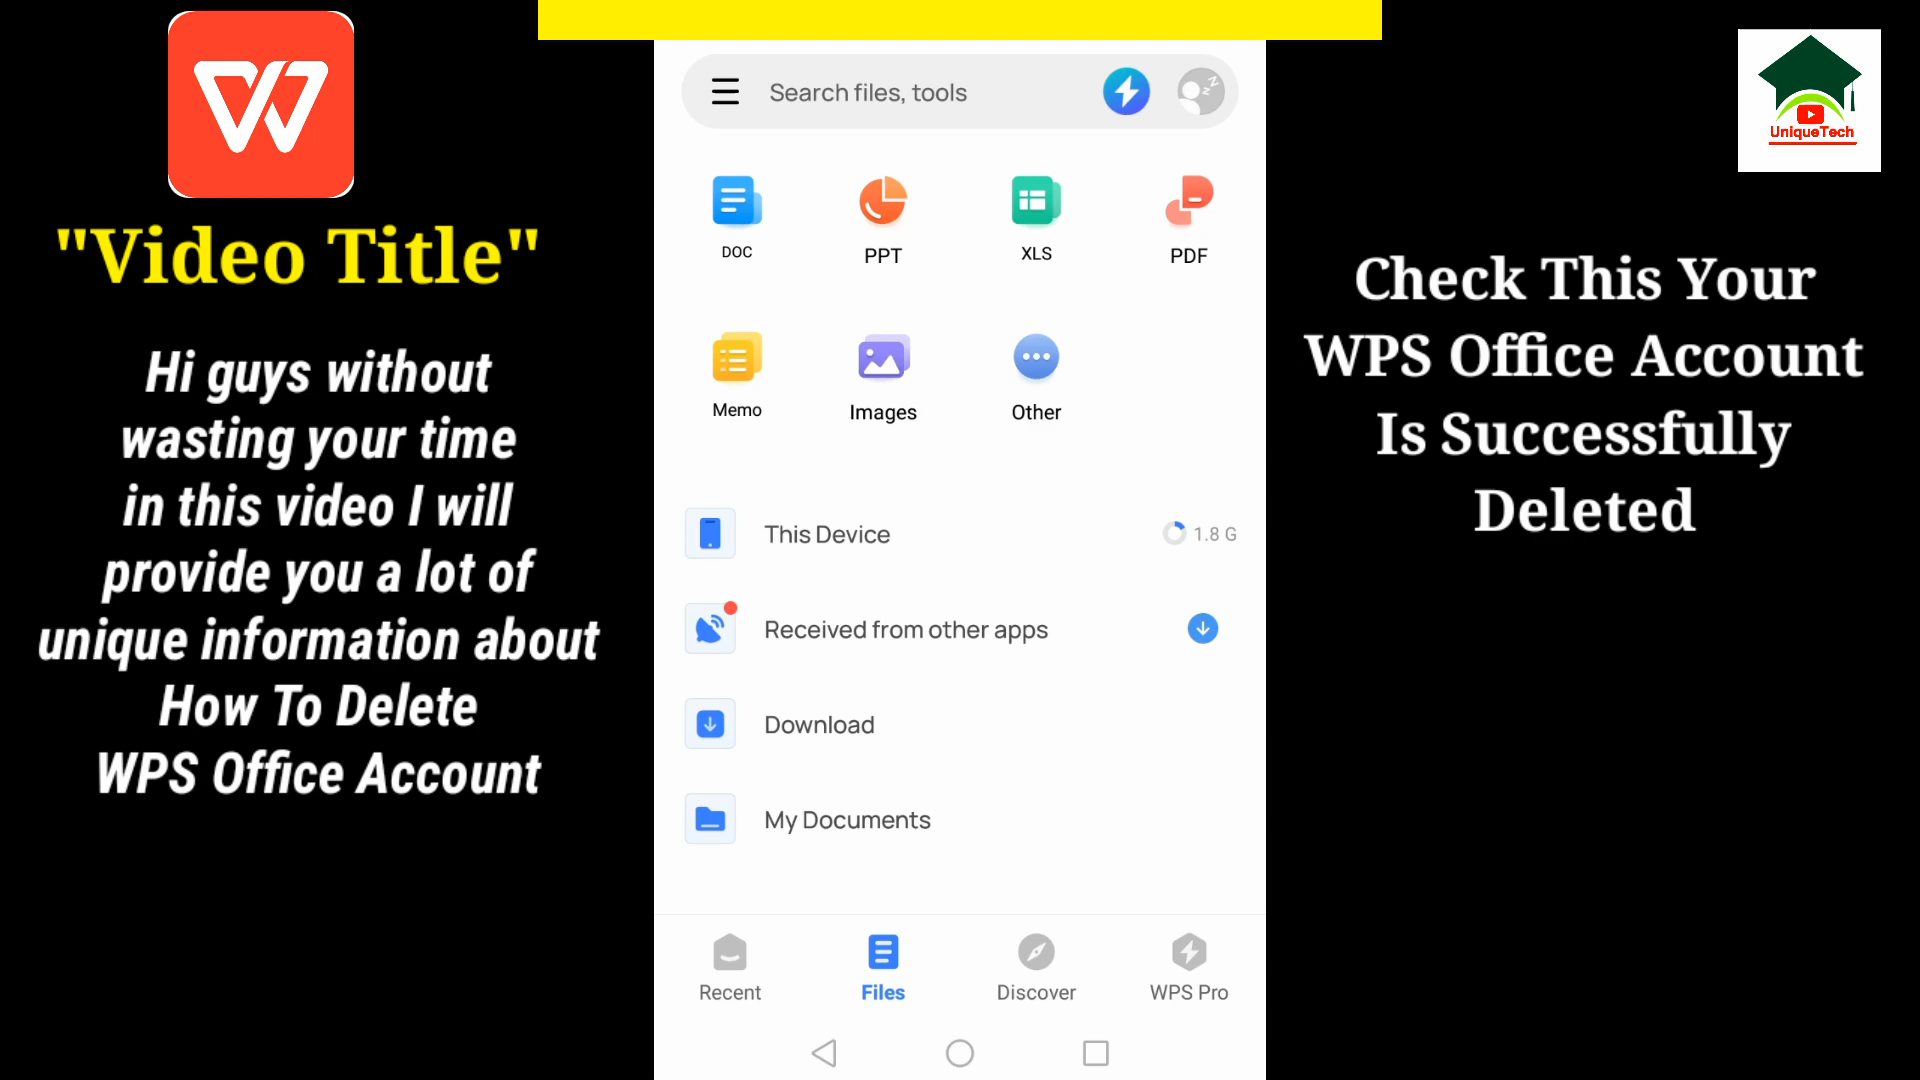 "Video Title"
Hi guys without
wasting your time
in this video I will
provide you a lot of
unique information about
How To Delete
WPS Office Account
Search files, tools
z
z
z
DOC
PPT
XLS
PDF
Memo
Images
Other
This Device
1.8 G
Received from other apps
Download
My Documents
Recent
Files
Discover
WPS Pro
UniqueTech
Check This Your
WPS Office Account
Is Successfully
Deleted